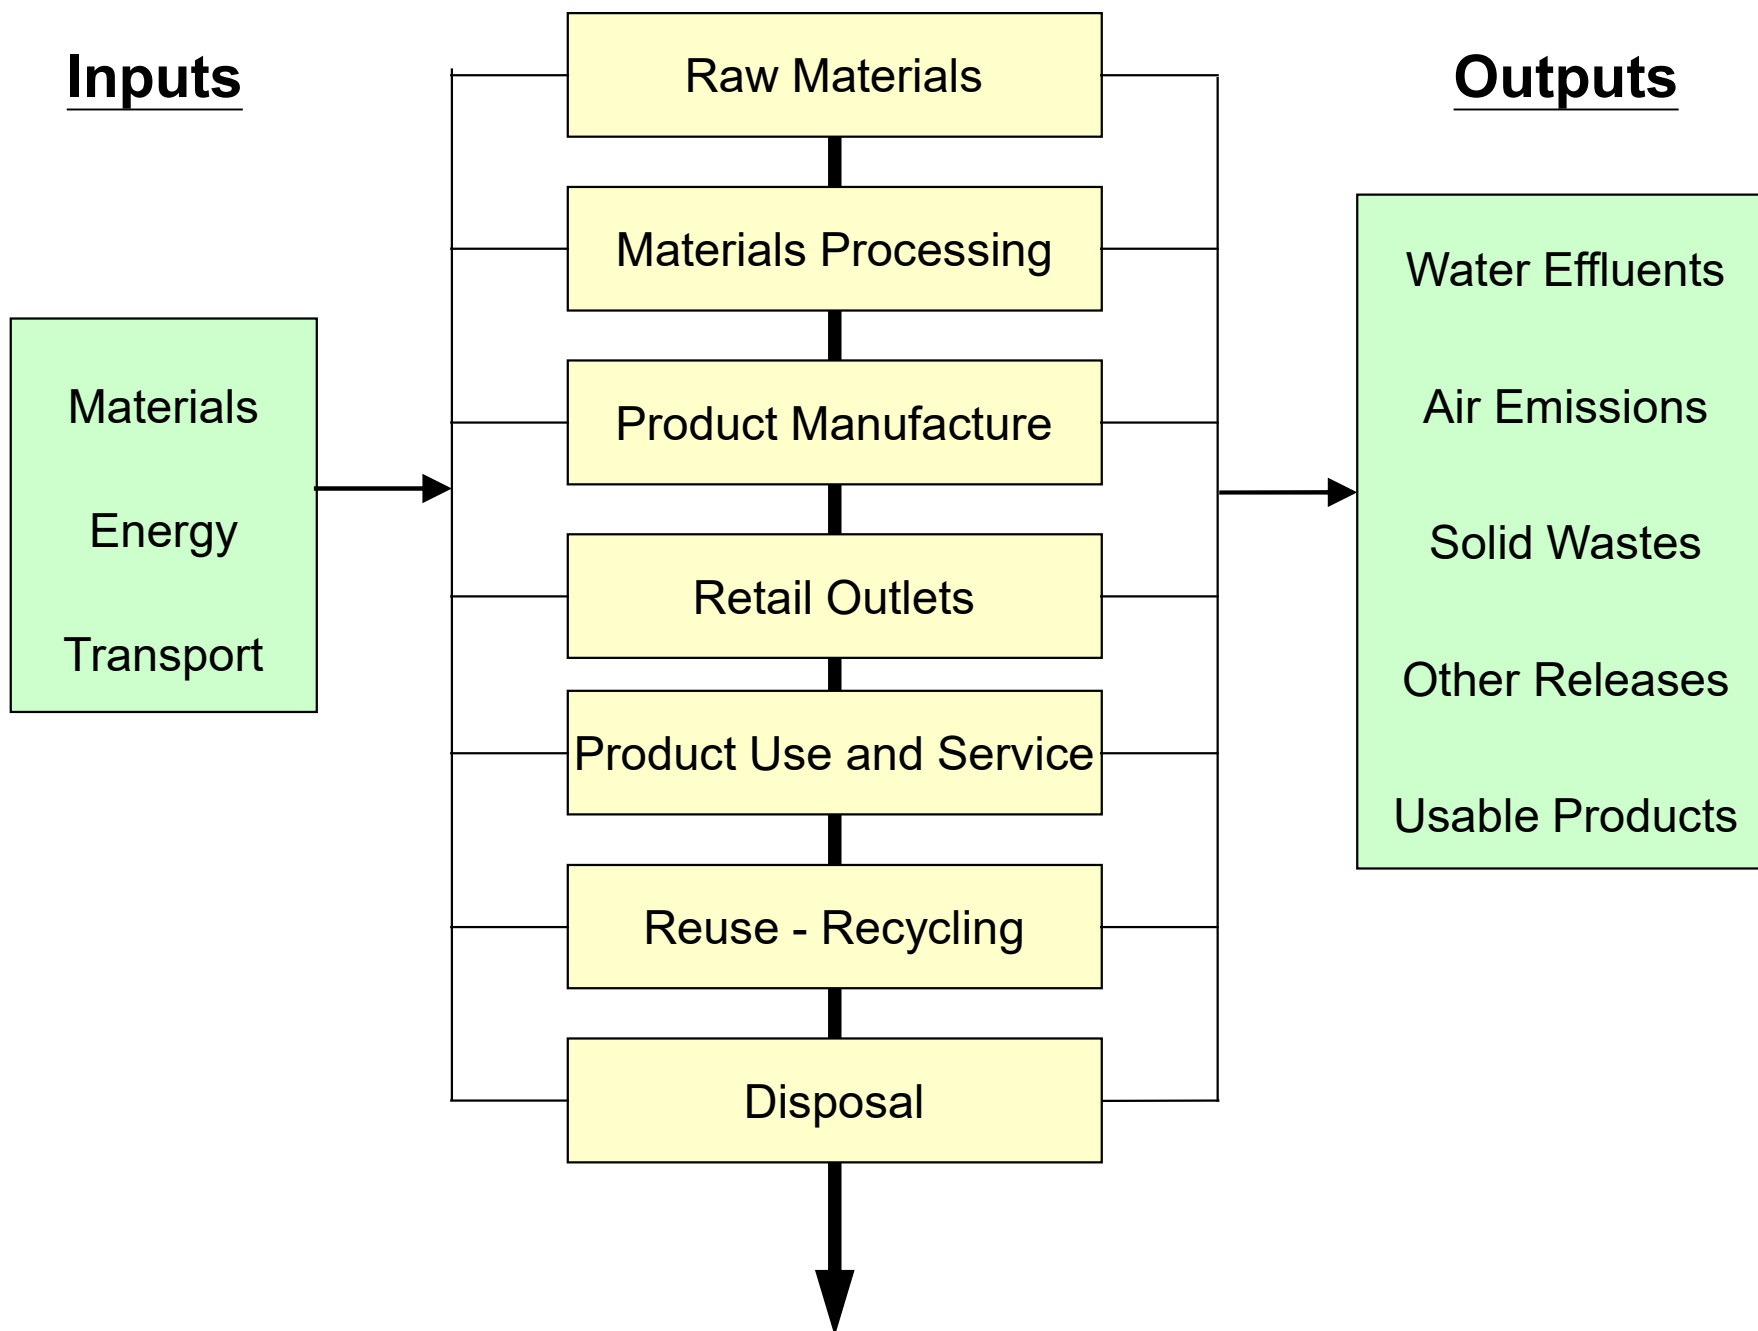 Inputs
Materials
Energy
Transport
Raw Materials
Materials Processing
Product Manufacture
Retail Outlets
Product Use and Service
Reuse - Recycling
Disposal
Outputs
Water Effluents
Air Emissions
Solid Wastes
Other Releases
Usable Products